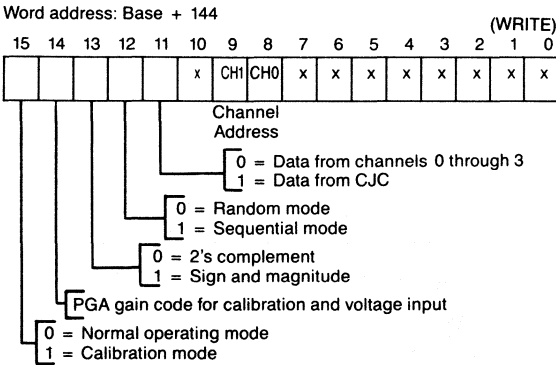 Word address: Base + 144
(WRITE)
15 14 13 12 11 10 9 8 7 6 5 4 3 2 1 0
x CH1 CH0 x x x x x x x x
Channel
Address
0 = Data from channels 0 through 3
1 = Data from CJC
0 = Random mode
1 = Sequential mode
0 = 2's complement
1 = Sign and magnitude
PGA gain code for calibration and voltage input
0 = Normal operating mode
1 = Calibration mode